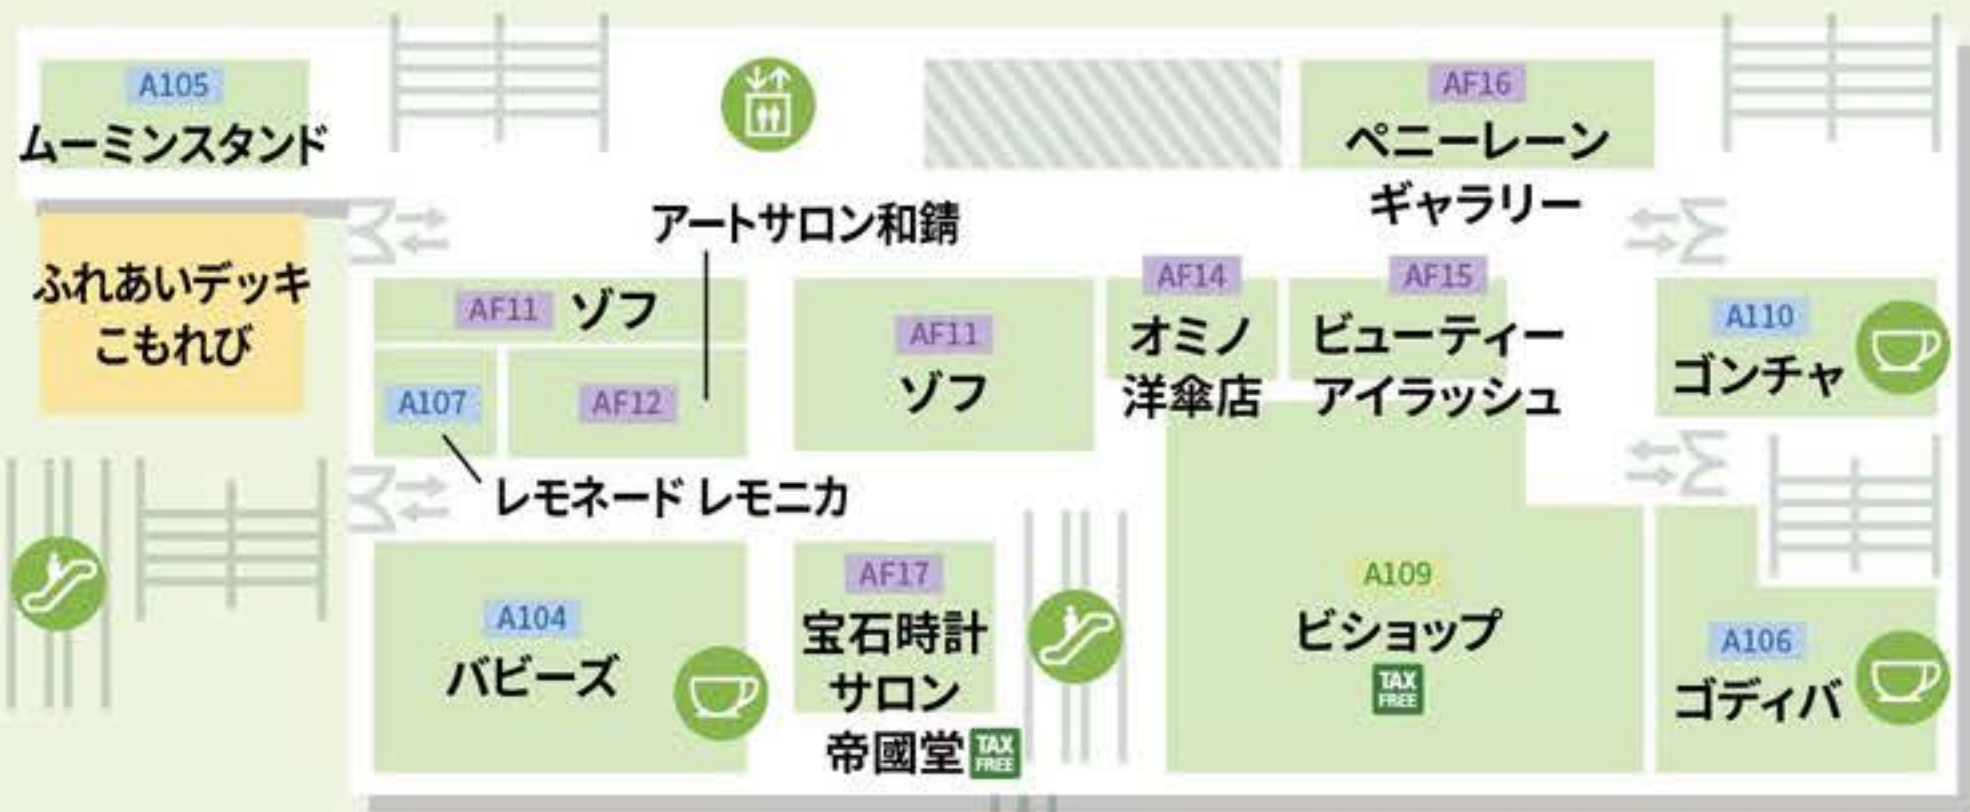 A105
ムーミンスタンド
AF16
ペニーレーン
ギャラリー
アートサロン和錆
ふれあいデッキ
こもれび
AF11 ゾフ
A107
AF12
レモネード レモニカ
AF11
ゾフ
AF14
オミノ
洋傘店
AF15
ビューティー
アイラッシュ
A110
ゴンチャ
A104
バビーズ
AF17
宝石時計
サロン
帝國堂
TAX
FREE
A109
ビショップ
TAX
FREE
A106
ゴディバ